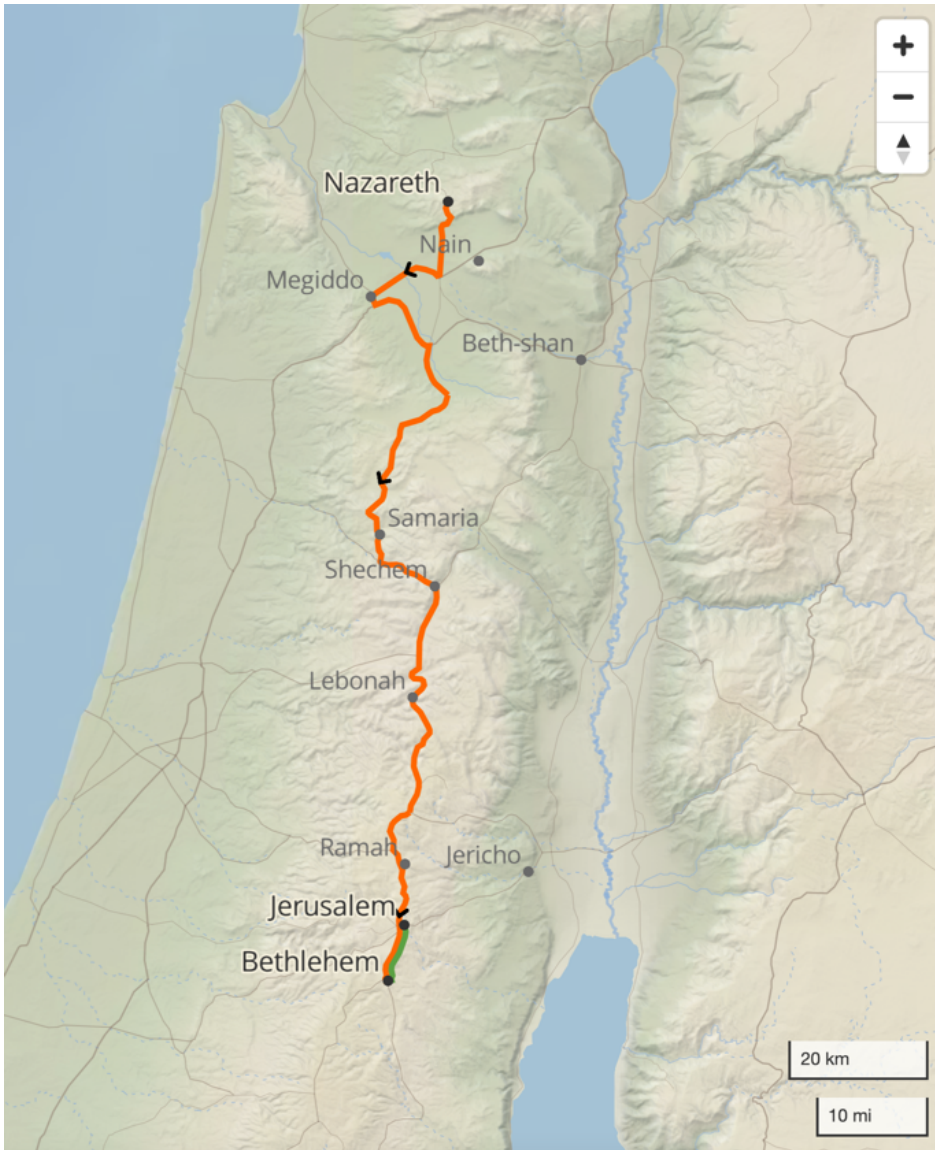 Nazareth
Nain
Megiddo
Beth-shan
Samaria
Shechem
Lebonah
Ramah
Jericho
Jerusalem
Bethlehem
20 km
10 mi